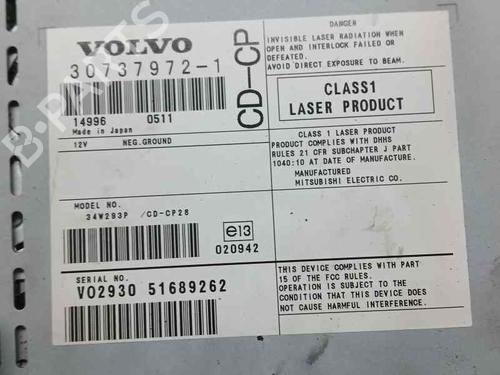 VOLVO
30737972-1
14996 0511
Made in Japan
CD-CP
12V NEG.GROUND
MODEL NO.
34W293P /CD-CP28
e13
020942
SERIAL NO.
VO2930 51689262
DANGER
INVISIBLE LASER RADIATION WHEN
OPEN AND INTERLOCK FAILED OR
DEFEATED.
AVOID DIRECT EXPOSURE TO BEAM.
CLASS1
LASER PRODUCT
CLASS 1 LASER PRODUCT
PRODUCT COMPLIES WITH DHHS
RULES 21 CFR SUBCHAPTER J PART
1040:10 AT DATE OF MANUFACTURE.
MANUFACTURED
MITSUBISHI ELECTRIC CO.
THIS DEVICE COMPLIES WITH PART
15 OF THE FCC RULES.
OPERATION IS SUBJECT TO THE
CONDITION THAT THIS DEVICE DOES
NOT CAUSE HARMFUL INTERFERENCE.
B-PARTS